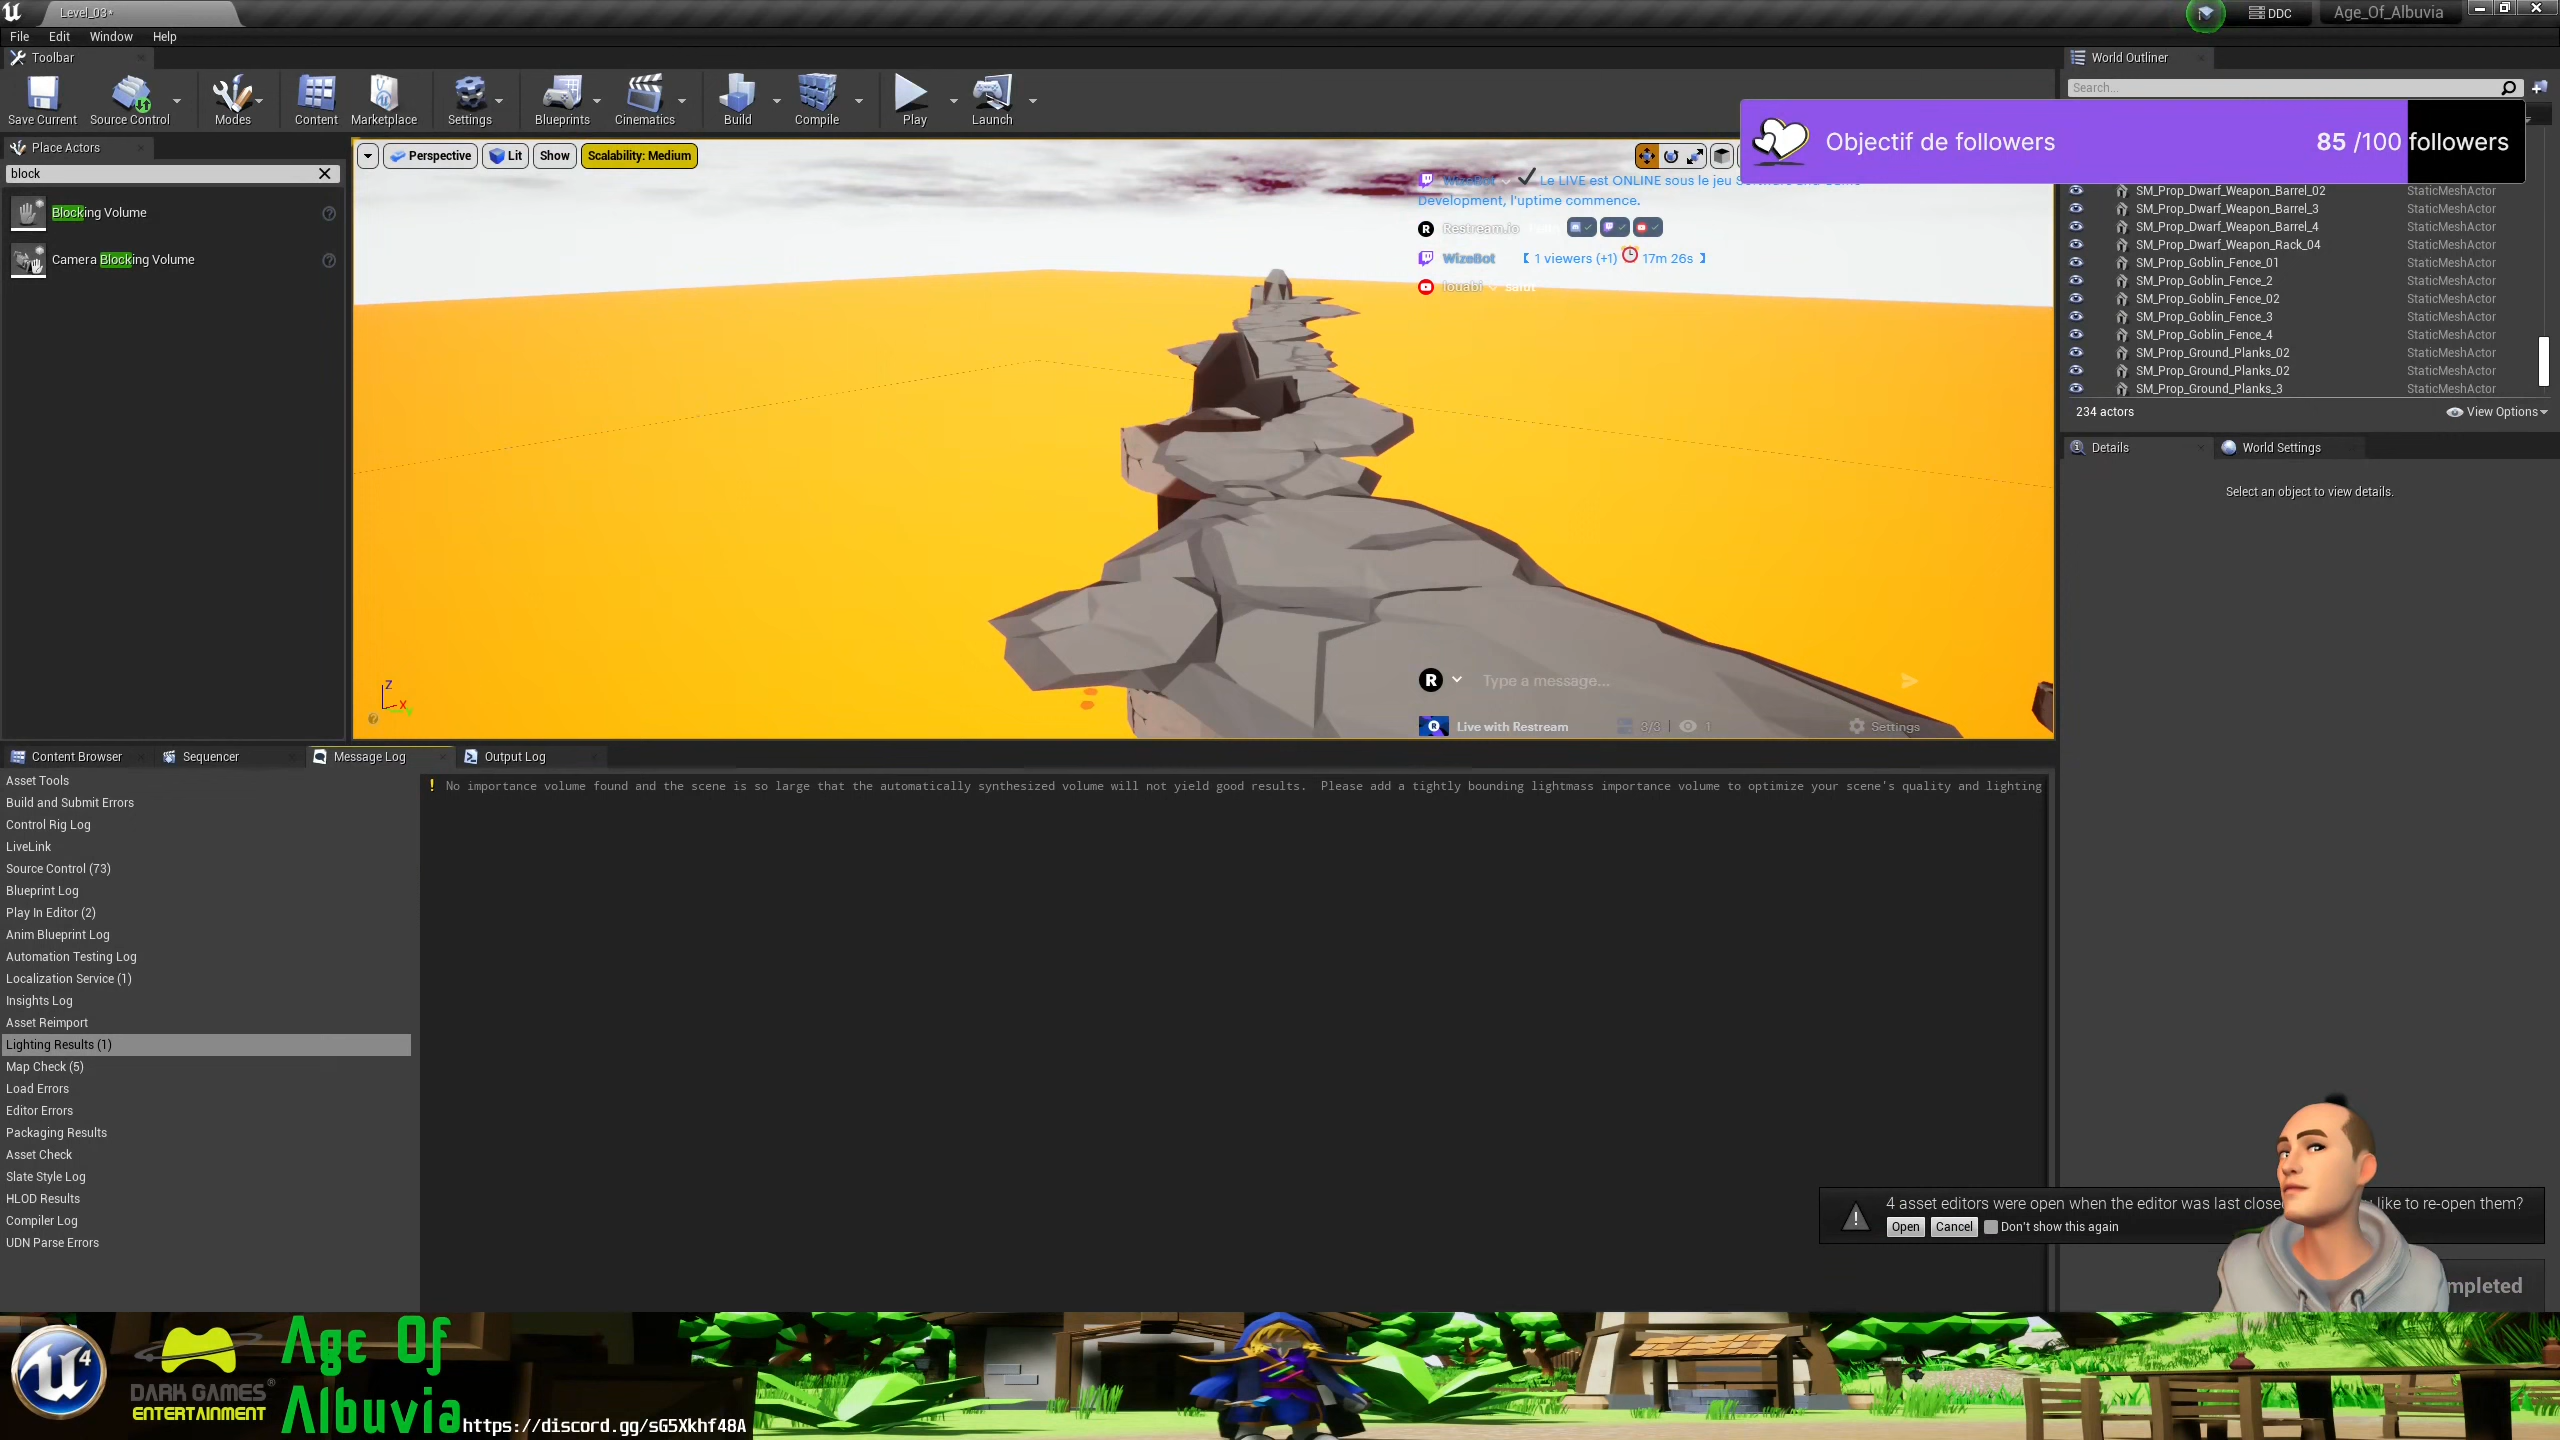 Level_03*
DDC
Age_Of_Albuvia
File Edit Window Help
Toolbar
World Outliner
Search...
Save Current
Source Control
Modes
Content
Marketplace
Settings
Blueprints
Cinematics
Build
Compile
Play
Launch
Objectif de followers
85 /100 followers
Place Actors
block
Blocking Volume
Camera Blocking Volume
Perspective
Lit
Show
Scalability: Medium
WizeBot
Le LIVE est ONLINE sous le jeu
Development, l'uptime commence.
Restream.io
WizeBot 【 1 viewers (+1) 17m 26s 】
louabi salut
SM_Prop_Dwarf_Weapon_Barrel_02 StaticMeshActor
SM_Prop_Dwarf_Weapon_Barrel_3 StaticMeshActor
SM_Prop_Dwarf_Weapon_Barrel_4 StaticMeshActor
SM_Prop_Dwarf_Weapon_Rack_04 StaticMeshActor
SM_Prop_Goblin_Fence_01 StaticMeshActor
SM_Prop_Goblin_Fence_2 StaticMeshActor
SM_Prop_Goblin_Fence_02 StaticMeshActor
SM_Prop_Goblin_Fence_3 StaticMeshActor
SM_Prop_Goblin_Fence_4 StaticMeshActor
SM_Prop_Ground_Planks_02 StaticMeshActor
SM_Prop_Ground_Planks_02 StaticMeshActor
SM_Prop_Ground_Planks_3 StaticMeshActor
234 actors
View Options
Details
World Settings
Select an object to view details.
R
Type a message...
Live with Restream
3/3
1
Settings
Z
X
Y
Content Browser
Sequencer
Message Log
Output Log
Asset Tools
Build and Submit Errors
Control Rig Log
LiveLink
Source Control (73)
Blueprint Log
Play In Editor (2)
Anim Blueprint Log
Automation Testing Log
Localization Service (1)
Insights Log
Asset Reimport
Lighting Results (1)
Map Check (5)
Load Errors
Editor Errors
Packaging Results
Asset Check
Slate Style Log
HLOD Results
Compiler Log
UDN Parse Errors
No importance volume found and the scene is so large that the automatically synthesized volume will not yield good results. Please add a tightly bounding lightmass importance volume to optimize your scene's quality and lighting
4 asset editors were open when the editor was last close like to re-open them?
Open
Cancel
Don't show this again
mpleted
4
DARK GAMES®
ENTERTAINMENT
Age Of
Albuvia
https://discord.gg/sG5Xkhf48A